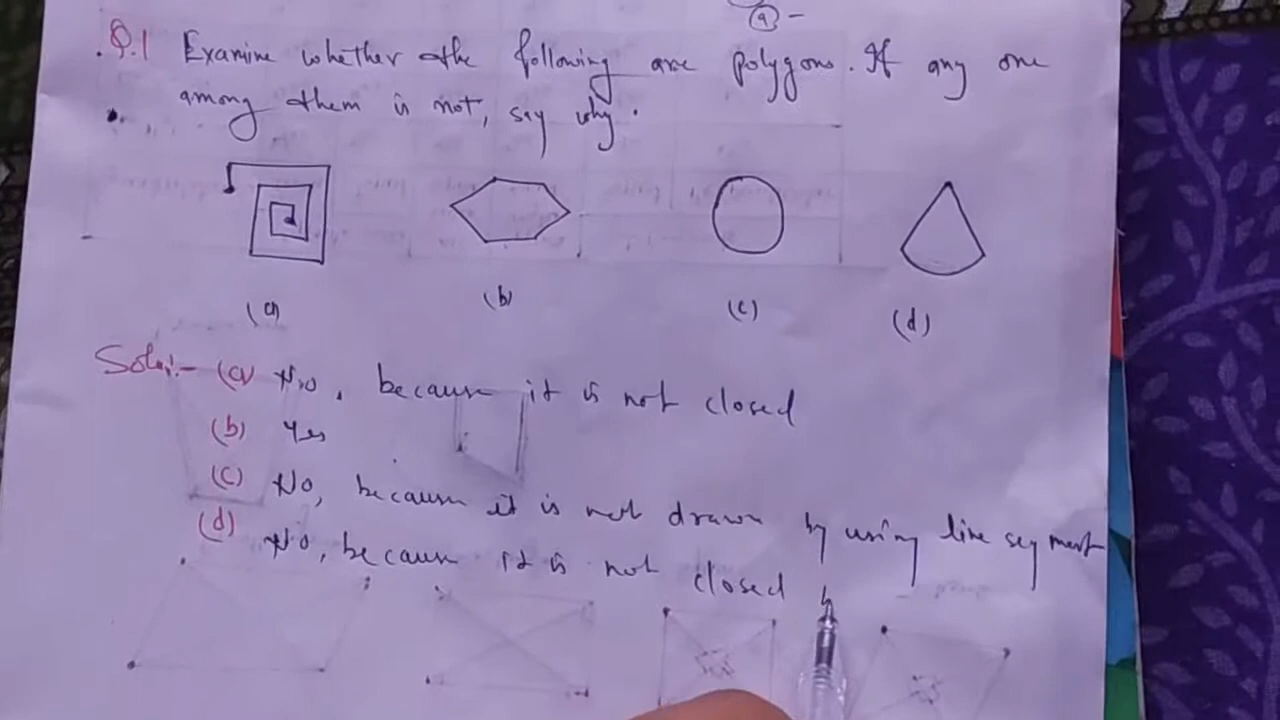 (a) -
Q.1 Examine whether the following are polygons. If any one
among them is not, say why.
(a) (b) (c) (d)
Soln:- (a) No, because it is not closed
(b) Yes
(c) No, because it is not drawn by using line segment
(d) No, because it is not closed